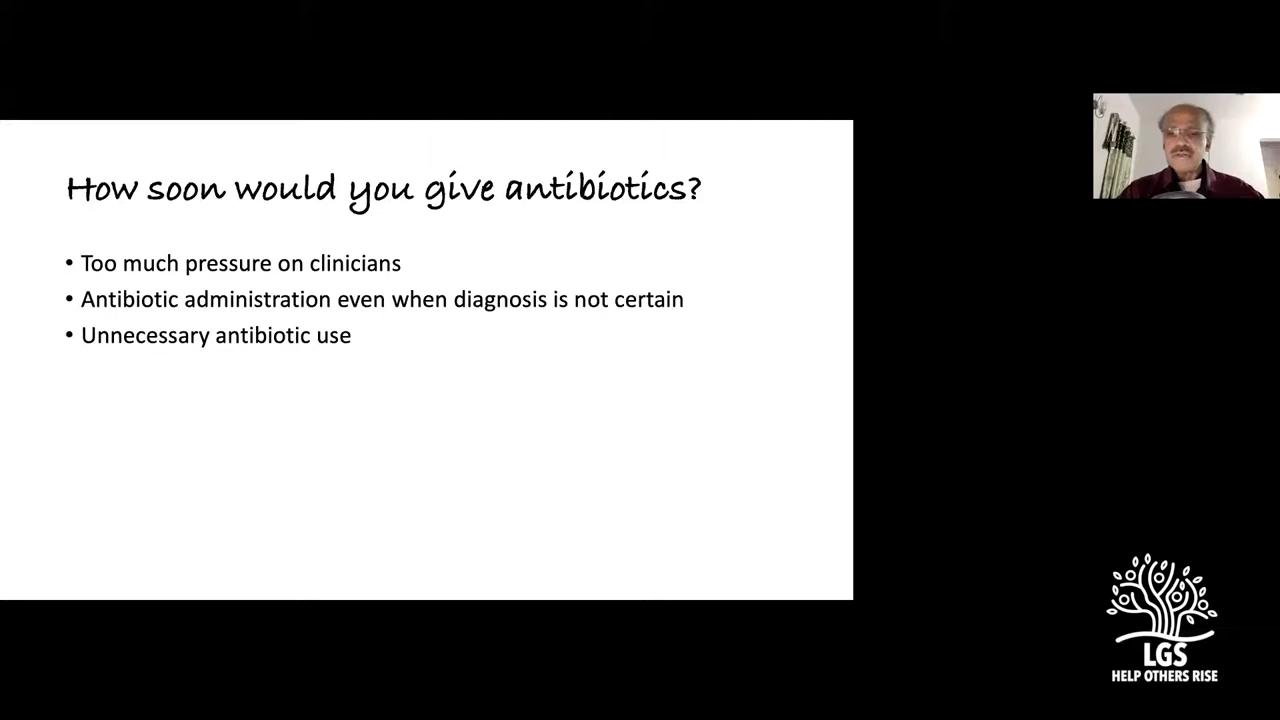 How soon would you give antibiotics?
• Too much pressure on clinicians
• Antibiotic administration even when diagnosis is not certain
• Unnecessary antibiotic use
LGS
HELP OTHERS RISE